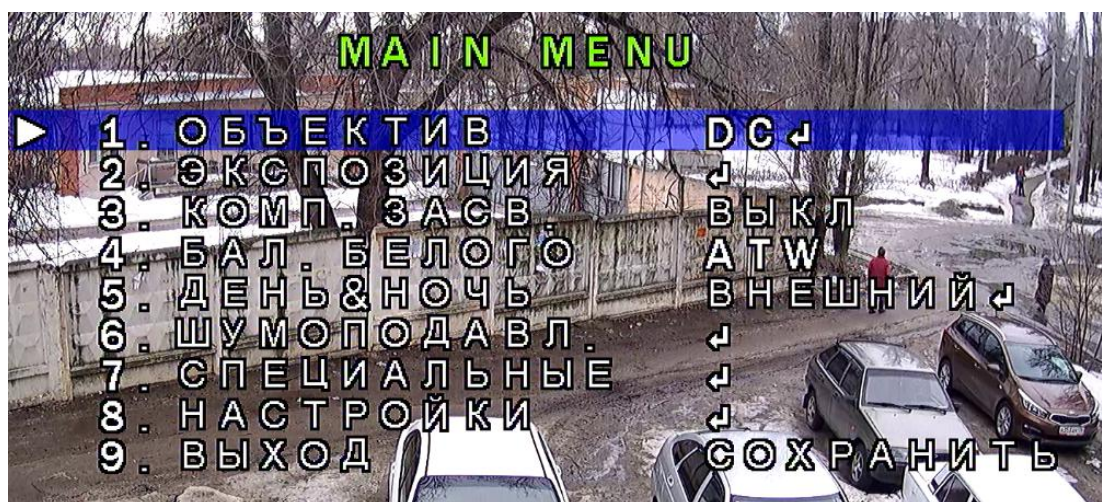 MAIN MENU
1. ОБЪЕКТИВ DC↵
2. ЭКСПОЗИЦИЯ ↵
3. КОМП. ЗАСВ. ВЫКЛ
4. БАЛ. БЕЛОГО ATW
5. ДЕНЬ&НОЧЬ ВНЕШНИЙ↵
6. ШУМОПОДАВЛ. ↵
7. СПЕЦИАЛЬНЫЕ ↵
8. НАСТРОЙКИ ↵
9. ВЫХОД СОХРАНИТЬ